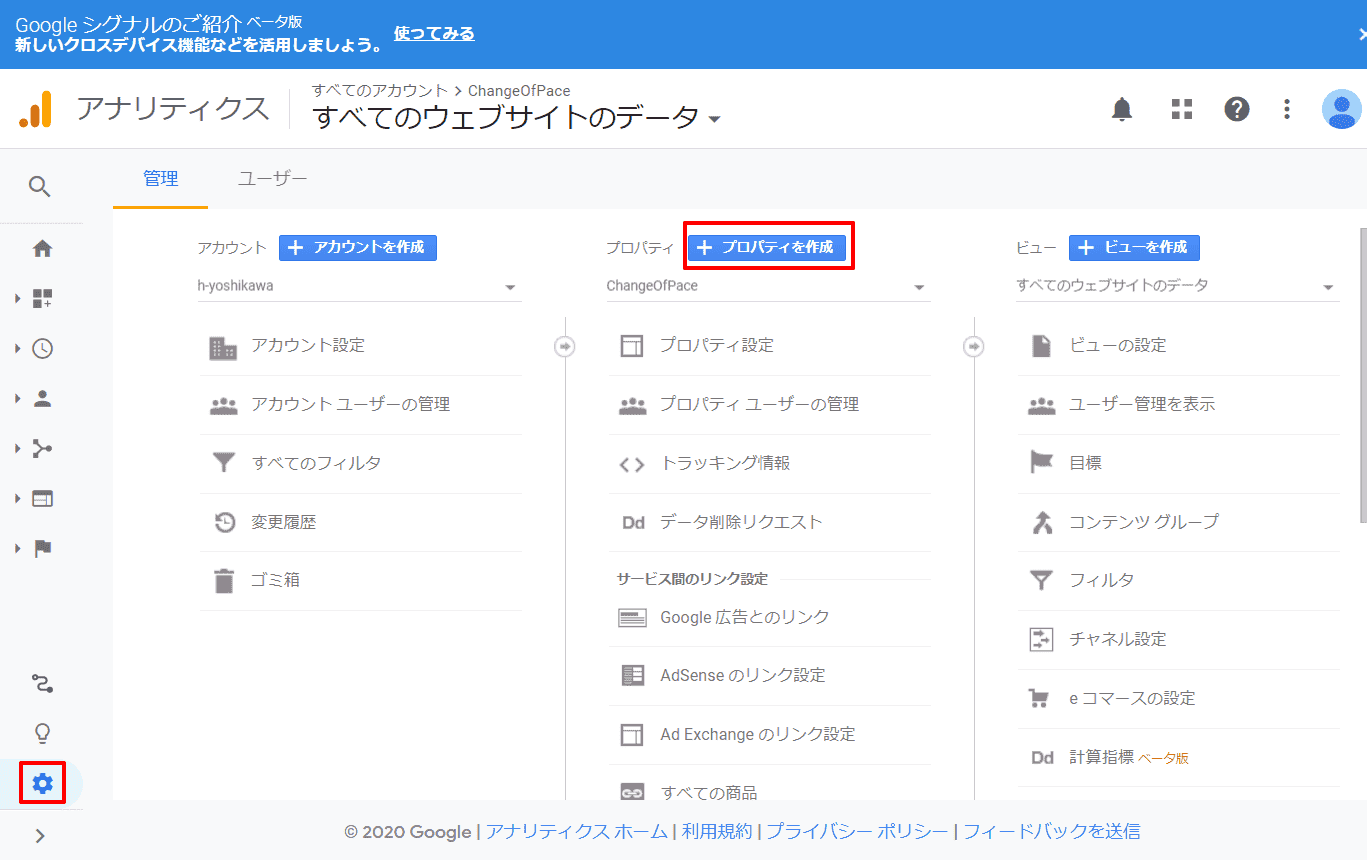 Google シグナルのご紹介 ベータ版
新しいクロスデバイス機能などを活用しましょう。 使ってみる
アナリティクス
すべてのアカウント > ChangeOfPace
すべてのウェブサイトのデータ
管理 ユーザー
アカウント + アカウントを作成
h-yoshikawa
アカウント設定
アカウント ユーザーの管理
すべてのフィルタ
変更履歴
ゴミ箱
プロパティ + プロパティを作成
ChangeOfPace
プロパティ設定
プロパティ ユーザーの管理
トラッキング情報
Dd データ削除リクエスト
サービス間のリンク設定
Google 広告とのリンク
AdSense のリンク設定
Ad Exchange のリンク設定
すべての商品
ビュー + ビューを作成
すべてのウェブサイトのデータ
ビューの設定
ユーザー管理を表示
目標
コンテンツ グループ
フィルタ
チャネル設定
e コマースの設定
Dd 計算指標 ベータ版
© 2020 Google | アナリティクス ホーム | 利用規約 | プライバシー ポリシー | フィードバックを送信